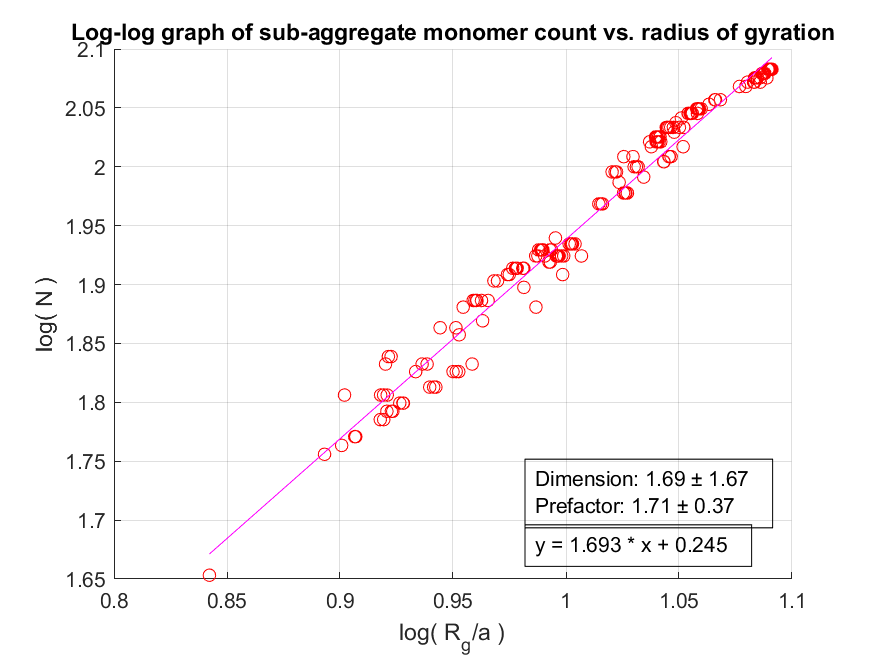 Log-log graph of sub-aggregate monomer count vs. radius of gyration
2.1
2.05
2
1.95
1.9
1.85
1.8
1.75
1.7
1.65
log( N )
Dimension: 1.69 ± 1.67
Prefactor: 1.71 ± 0.37
y = 1.693 * x + 0.245
0.8 0.85 0.9 0.95 1 1.05 1.1
log( R_g/a )